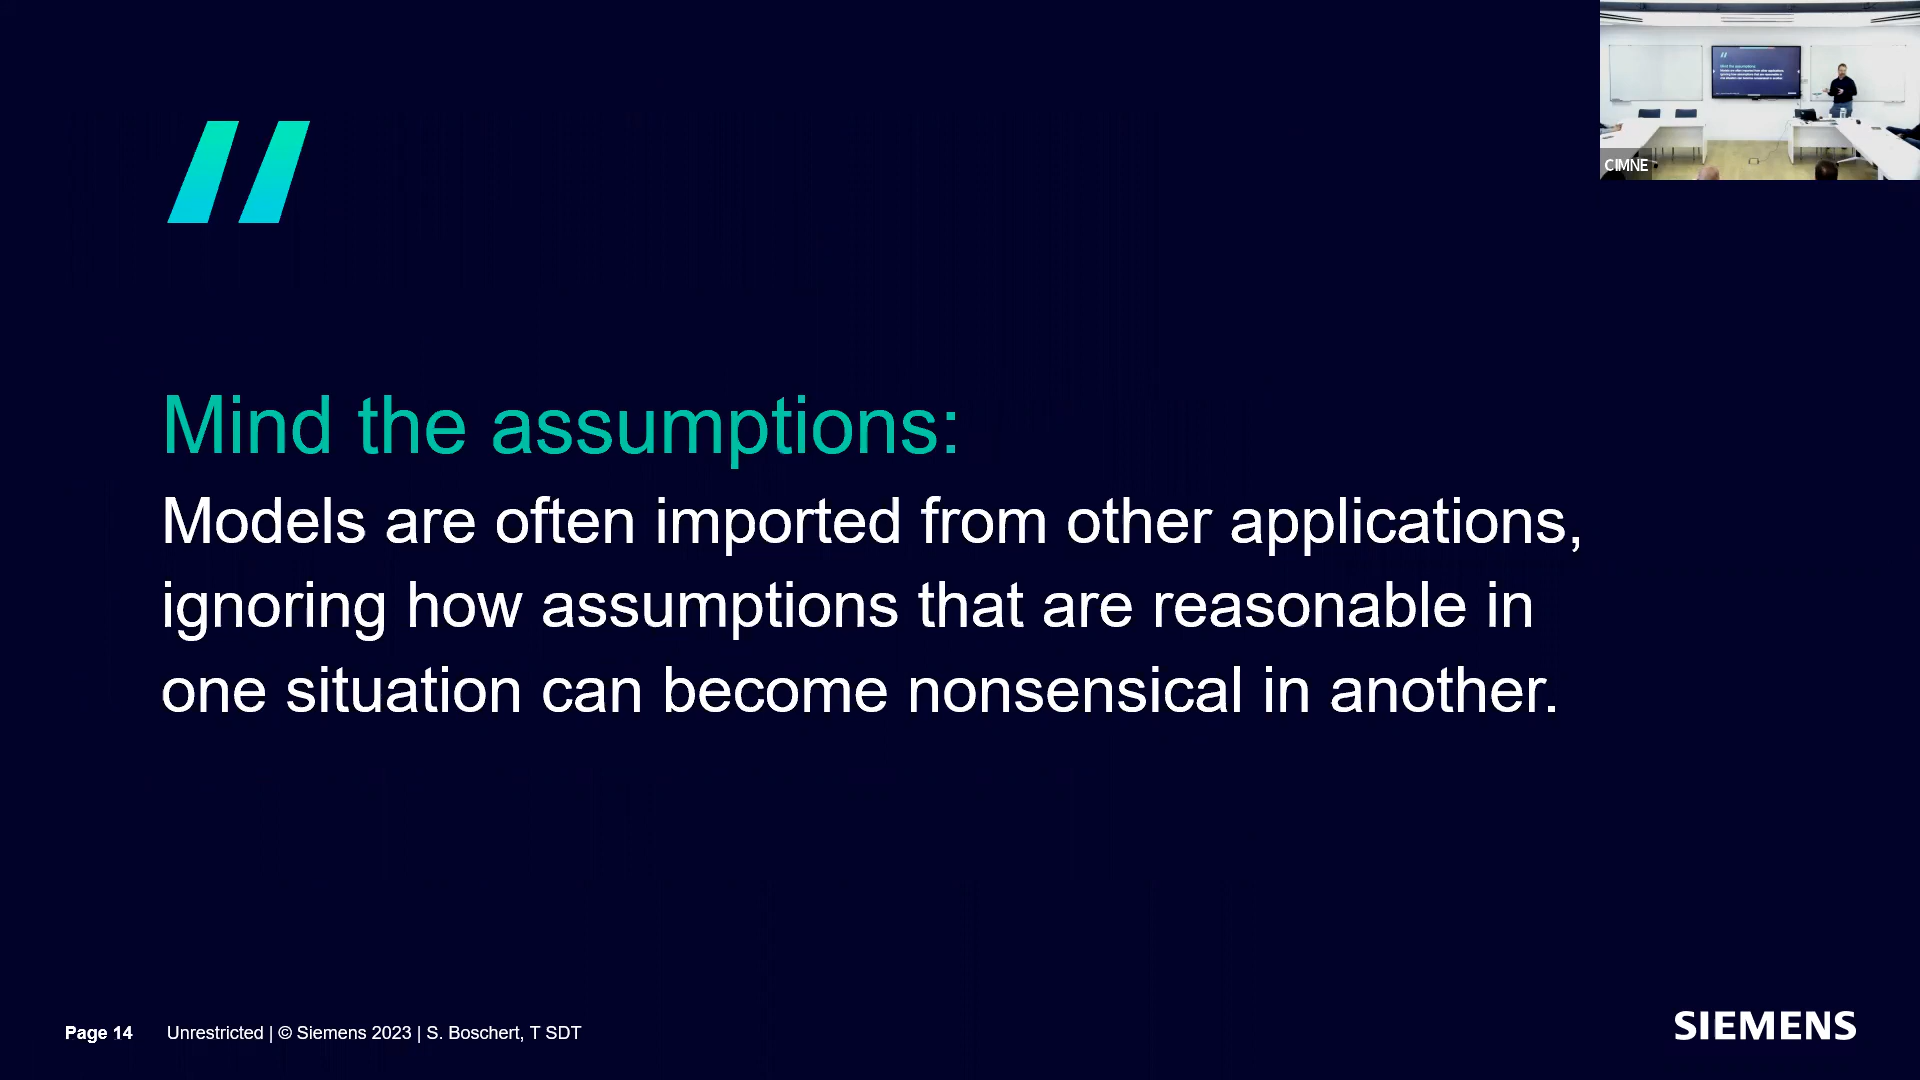 CIMNE
Mind the assumptions:
Models are often imported from other applications,
ignoring how assumptions that are reasonable in
one situation can become nonsensical in another.
Page 14 Unrestricted | © Siemens 2023 | S. Boschert, T SDT
SIEMENS